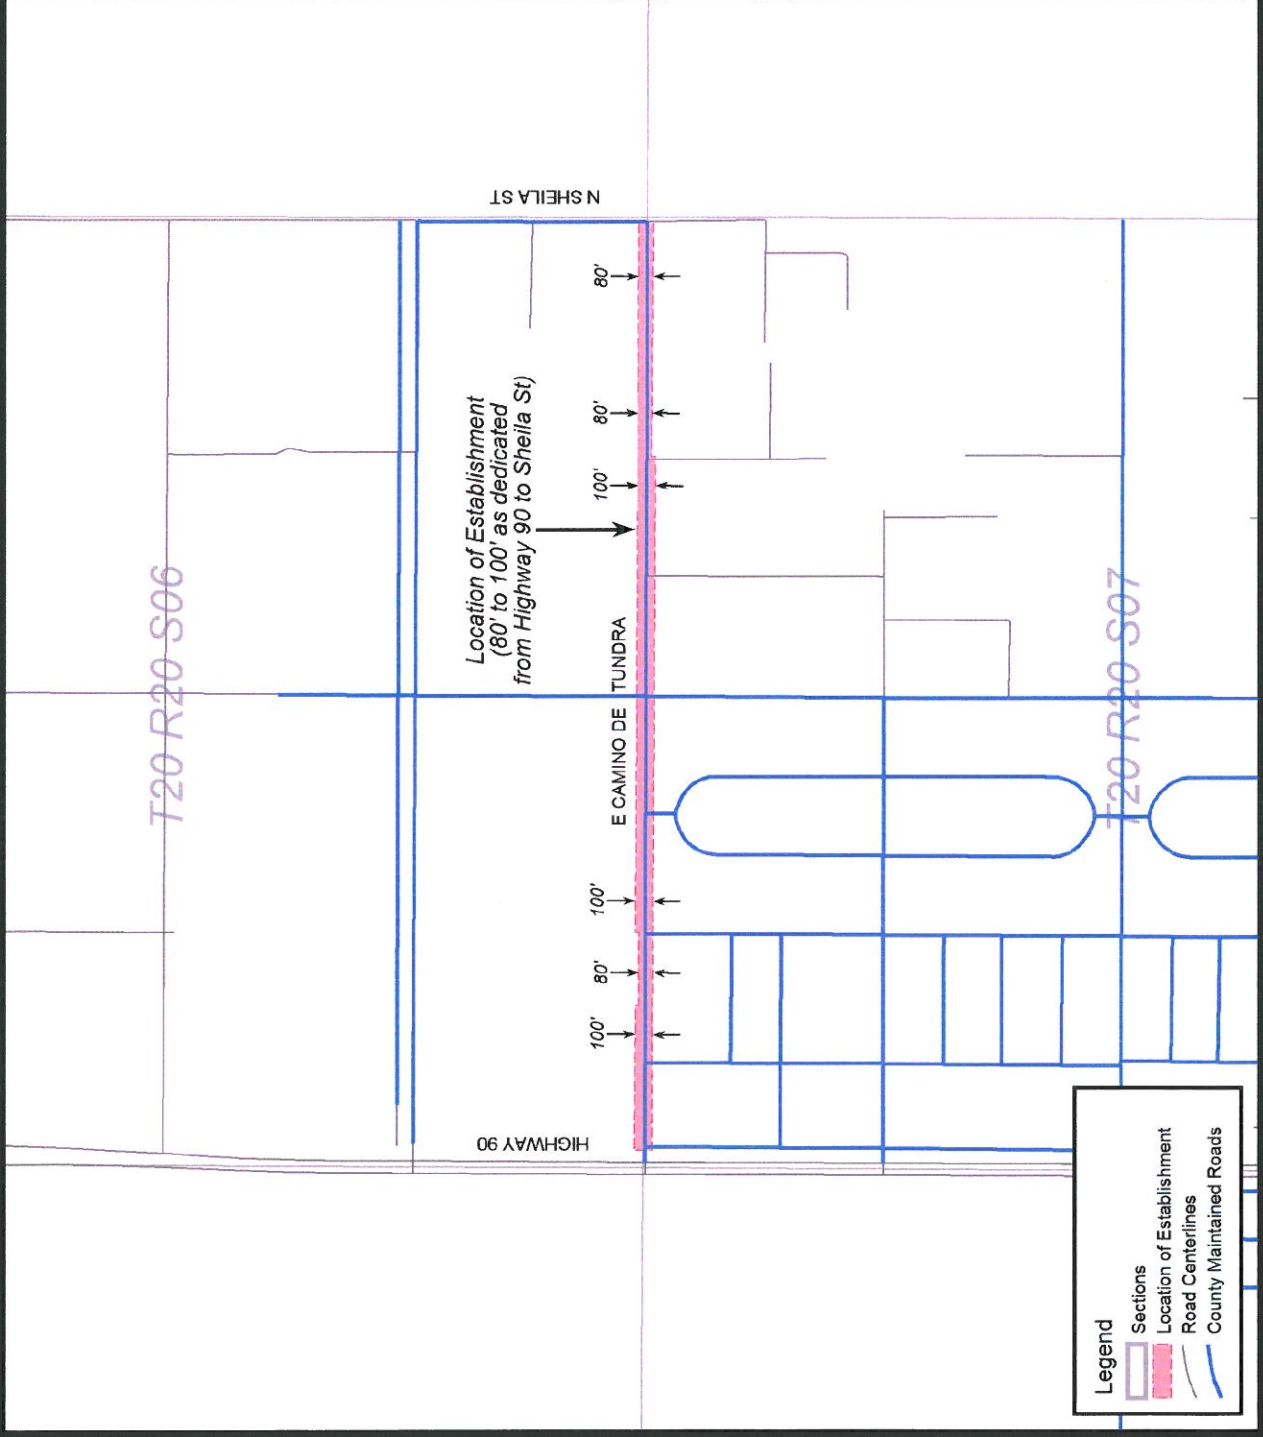 N SHEILA ST
80'
80'
100'
Location of Establishment
(80' to 100' as dedicated
from Highway 90 to Sheila St)
T20 R20 S06
E CAMINO DE TUNDRA
T20 R20 S07
100'
80'
100'
HIGHWAY 90
Legend
Sections
Location of Establishment
Road Centerlines
County Maintained Roads